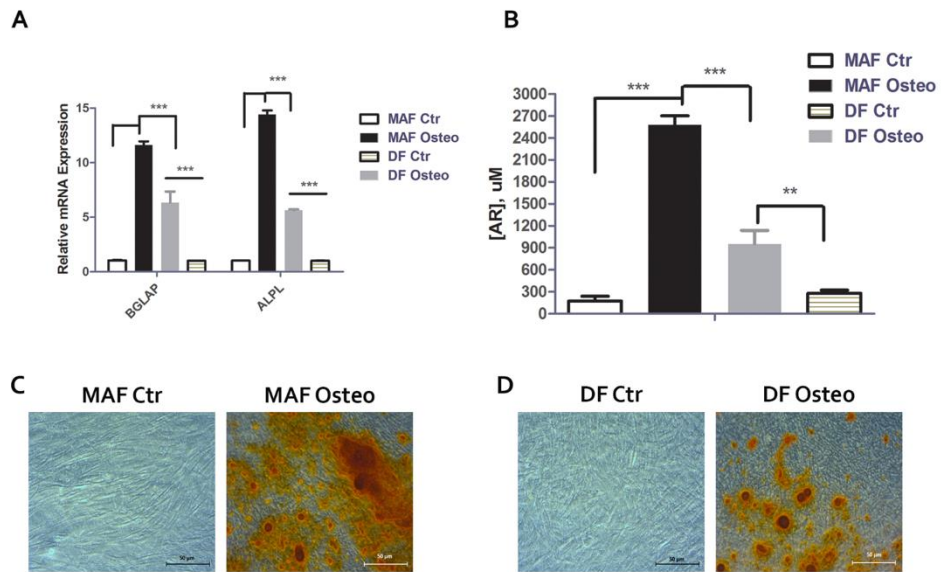 A
***
***
***
***
Relative mRNA Expression
15
10
5
0
BGLAP
ALPL
MAF Ctr
MAF Osteo
DF Ctr
DF Osteo
B
MAF Ctr
MAF Osteo
DF Ctr
DF Osteo
***
***
**
[AR], uM
3000
2700
2400
2100
1800
1500
1200
900
600
300
0
C
MAF Ctr
MAF Osteo
50 µm
50 µm
D
DF Ctr
DF Osteo
50 µm
50 µm